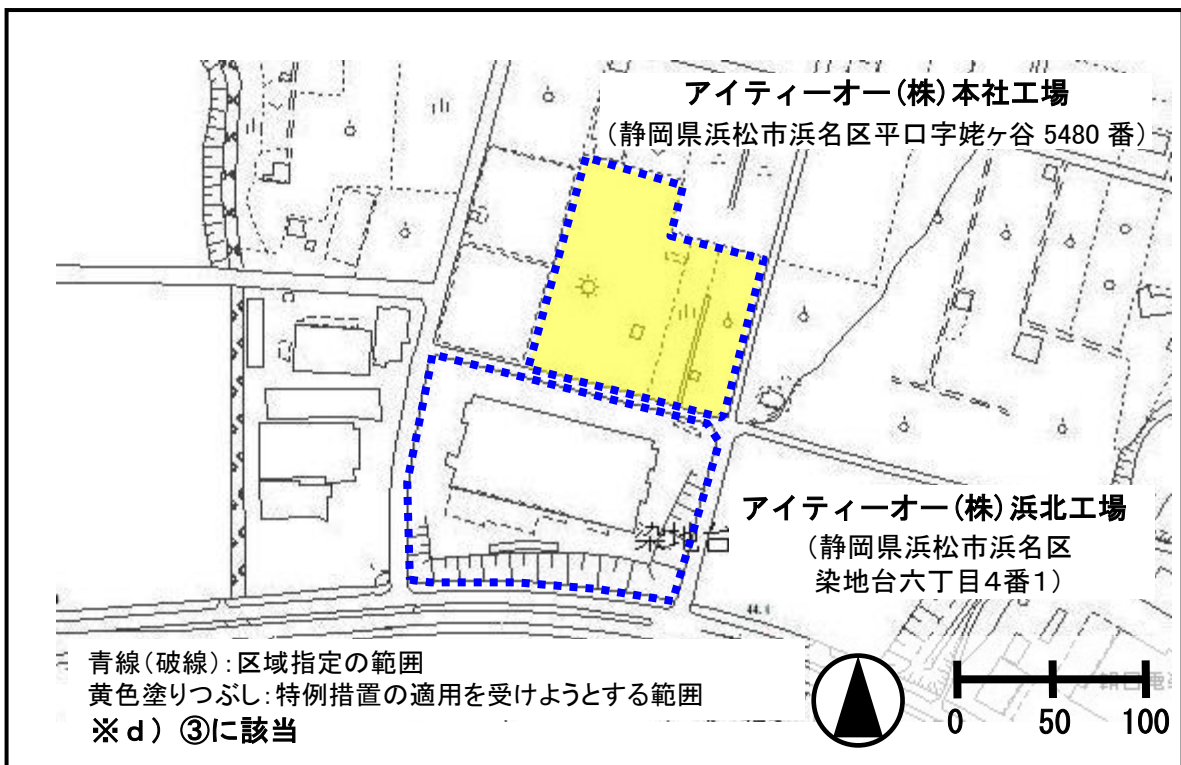 アイティーオー(株)本社工場
(静岡県浜松市浜名区平口字姥ヶ谷 5480 番)
アイティーオー(株)浜北工場
(静岡県浜松市浜名区
染地台六丁目4番1)
染地台
44.1
青線(破線):区域指定の範囲
黄色塗りつぶし:特例措置の適用を受けようとする範囲
※d) ③に該当
0 50 100